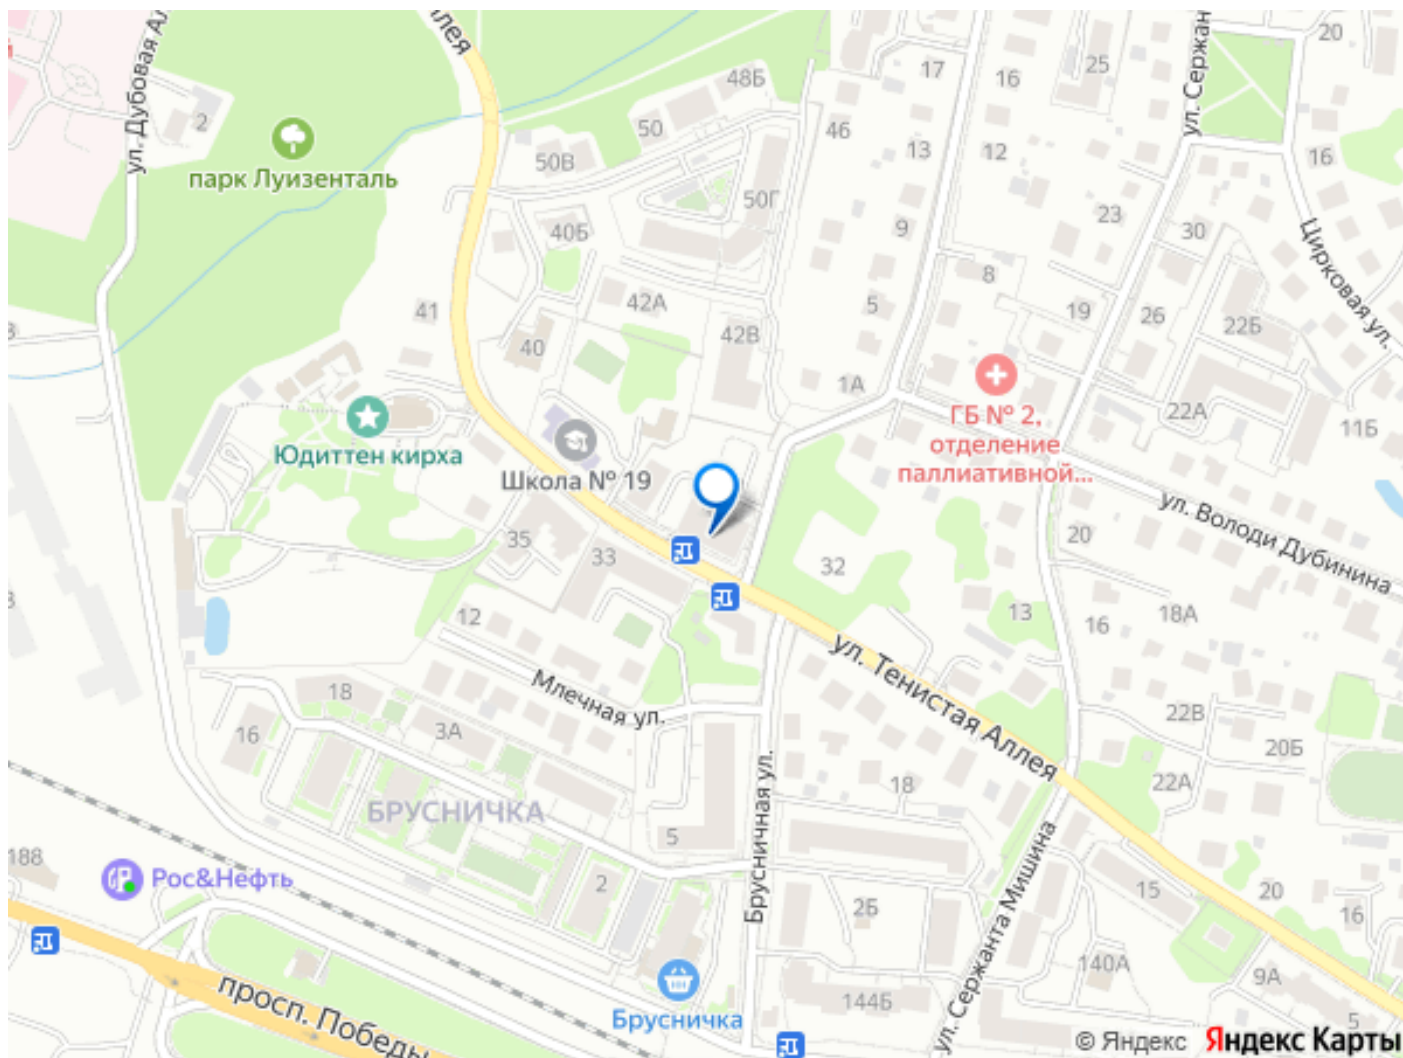 ул. Дубовая Ал
лея
2
парк Луизенталь
48Б
50
50В
50Г
46
17
16
25
ул. Сержан
20
13
12
16
23
9
30
Цирковая ул.
40Б
8
41
42А
5
19
26
22Б
42В
40
1А
22А
11Б
ГБ № 2,
отделение
паллиативной...
Юдиттен кирха
Школа № 19
ул. Володи Дубинина
35
33
32
20
12
13
16
18А
ул. Тенистая Аллея
Млечная ул.
18
16
3А
22В
20Б
22А
18
БРУСНИЧКА
Брусничная ул.
5
188
Рос&Нефть
2
2Б
ул. Сержанта Мишина
15
20
16
140А
9А
просп. Победы
144Б
5
Брусничка
© Яндекс Яндекс Карты